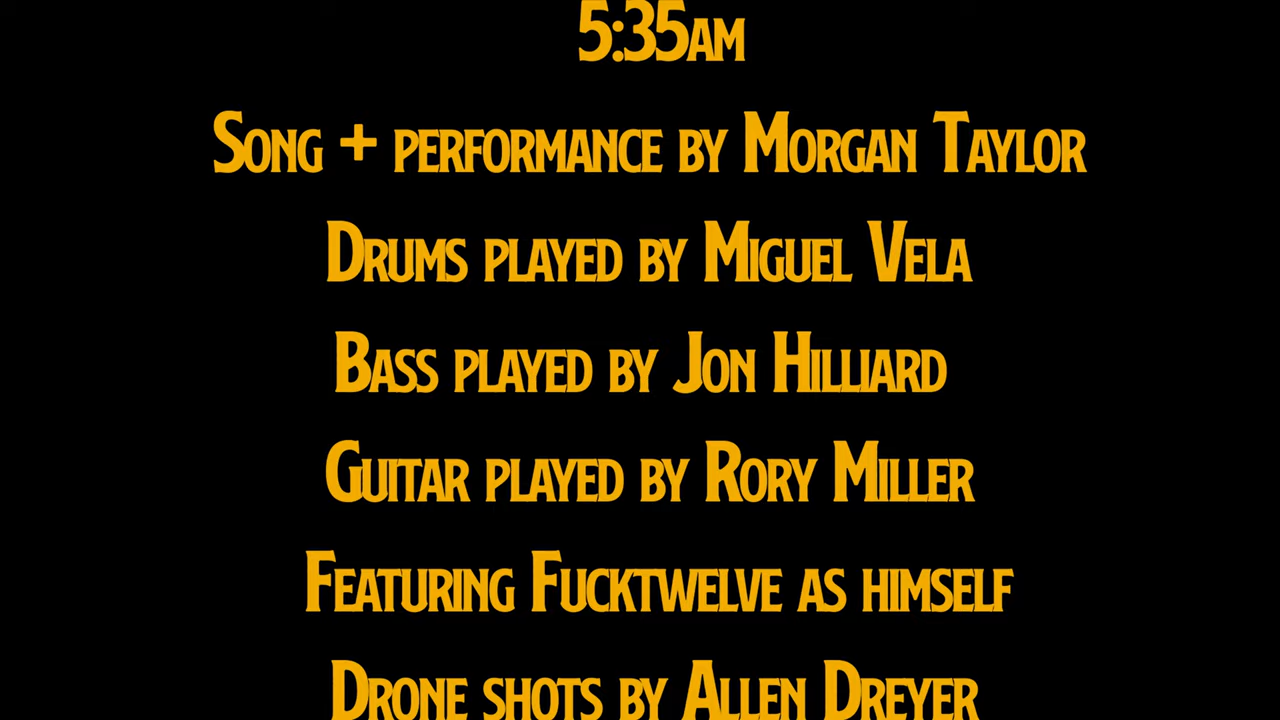 5:35am
Song + performance by Morgan Taylor
Drums played by Miguel Vela
Bass played by Jon Hilliard
Guitar played by Rory Miller
Featuring Fucktwelve as himself
Drone shots by Allen Dreyer